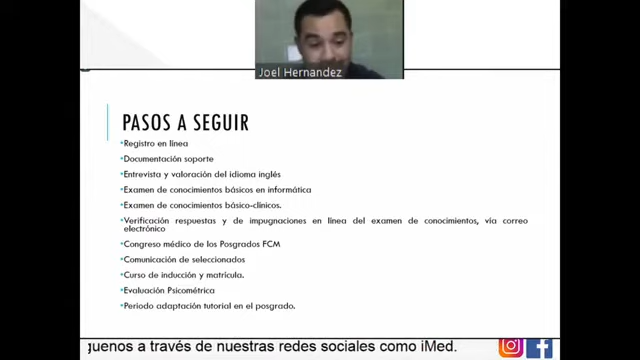 Joel Hernandez
PASOS A SEGUIR
•Registro en línea
•Documentación soporte
•Entrevista y valoración del idioma inglés
•Examen de conocimientos básicos en informática
•Examen de conocimientos básico-clínicos.
•Verificación respuestas y de impugnaciones en línea del examen de conocimientos, vía correo
electrónico
•Congreso médico de los Posgrados FCM
•Comunicación de seleccionados
•Curso de inducción y matrícula.
•Evaluación Psicométrica
•Periodo adaptación tutorial en el posgrado.
guenos a través de nuestras redes sociales como iMed.